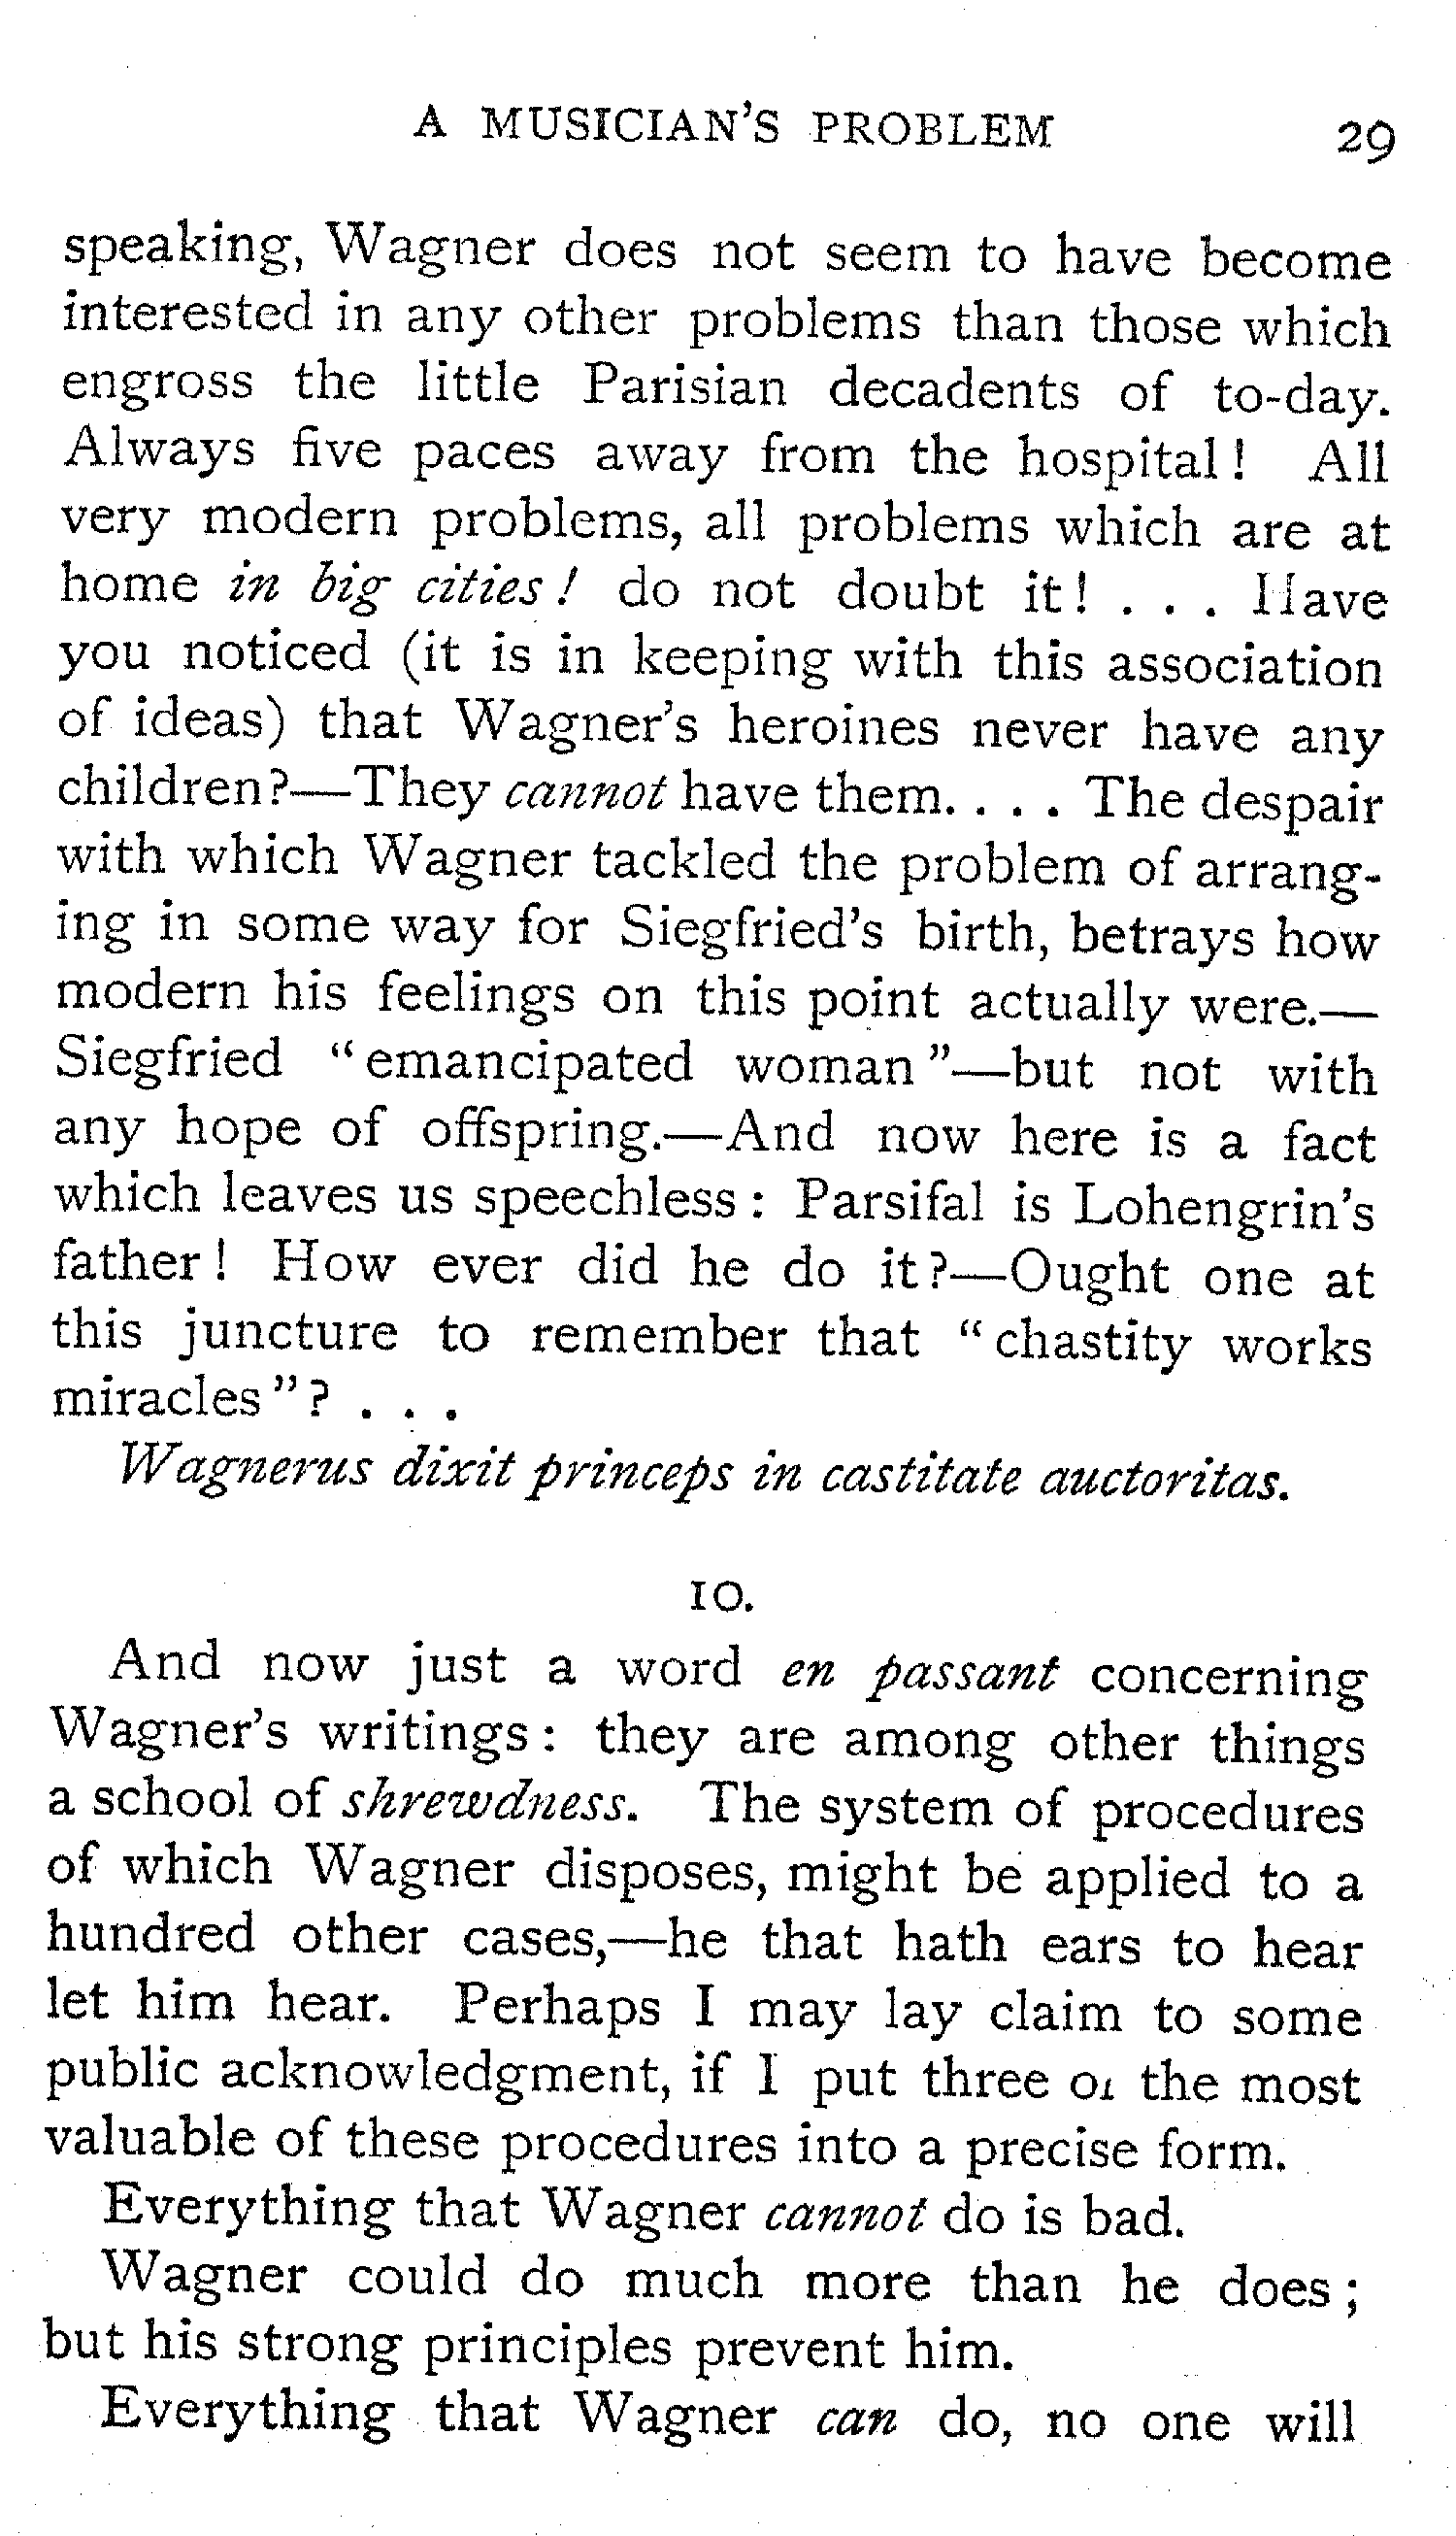 A MUSICIAN'S PROBLEM 29
speaking, Wagner does not seem to have become
interested in any other problems than those which
engross the little Parisian decadents of to-day.
Always five paces away from the hospital! All
very modern problems, all problems which are at
home in big cities! do not doubt it! . . . Have
you noticed (it is in keeping with this association
of ideas) that Wagner's heroines never have any
children?—They cannot have them. . . . The despair
with which Wagner tackled the problem of arrang-
ing in some way for Siegfried's birth, betrays how
modern his feelings on this point actually were.—
Siegfried "emancipated woman"—but not with
any hope of offspring.—And now here is a fact
which leaves us speechless: Parsifal is Lohengrin's
father! How ever did he do it?—Ought one at
this juncture to remember that "chastity works
miracles"? . . .
Wagnerus dixit princeps in castitate auctoritas.
10.
And now just a word en passant concerning
Wagner's writings: they are among other things
a school of shrewdness. The system of procedures
of which Wagner disposes, might be applied to a
hundred other cases,—he that hath ears to hear
let him hear. Perhaps I may lay claim to some
public acknowledgment, if I put three of the most
valuable of these procedures into a precise form.
Everything that Wagner cannot do is bad.
Wagner could do much more than he does;
but his strong principles prevent him.
Everything that Wagner can do, no one will